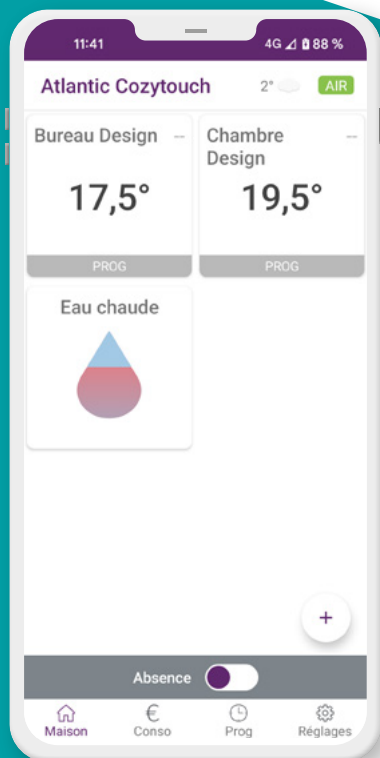 11:41 4G 88 %
Atlantic Cozytouch 2° AIR
Bureau Design --
17,5°
PROG
Chambre --
Design
19,5°
PROG
Eau chaude
+
Absence
Maison
€
Conso
Prog
Réglages